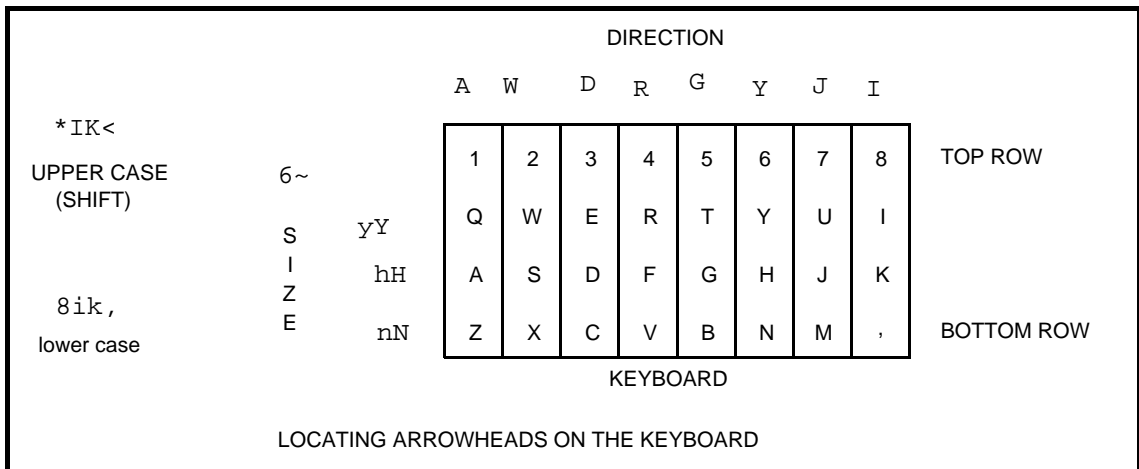 DIRECTION
A W D R G Y J I
*IK<
UPPER CASE
(SHIFT)
6~
1 2 3 4 5 6 7 8
TOP ROW
yY
Q W E R T Y U I
hH
A S D F G H J K
nN
Z X C V B N M ,
BOTTOM ROW
S
I
Z
E
8ik,
lower case
KEYBOARD
LOCATING ARROWHEADS ON THE KEYBOARD